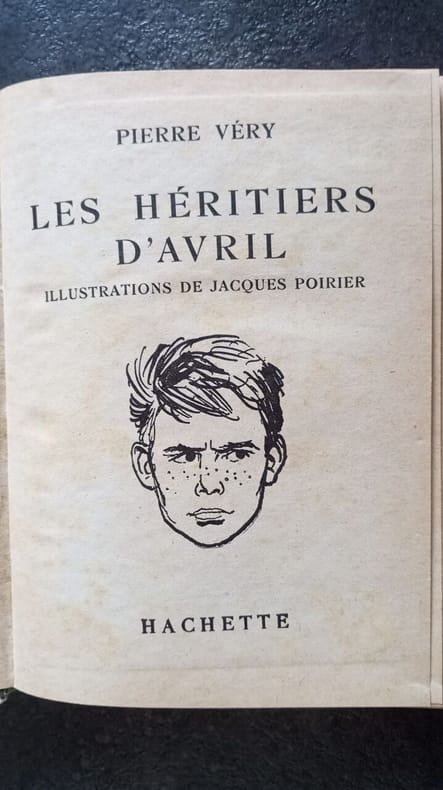 PIERRE VÉRY
LES HÉRITIERS
D'AVRIL
ILLUSTRATIONS DE JACQUES POIRIER
HACHETTE